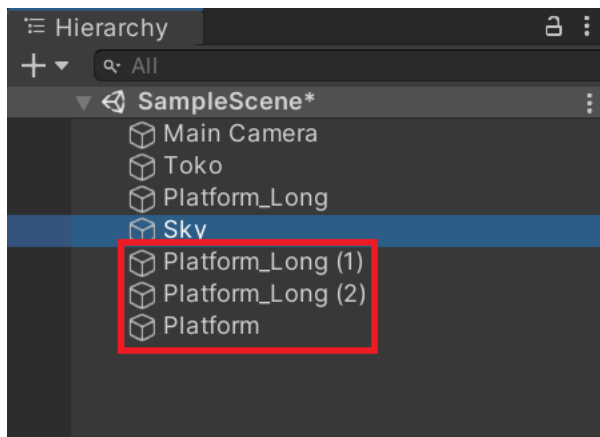 Hierarchy
All
SampleScene*
Main Camera
Toko
Platform_Long
Sky
Platform_Long (1)
Platform_Long (2)
Platform